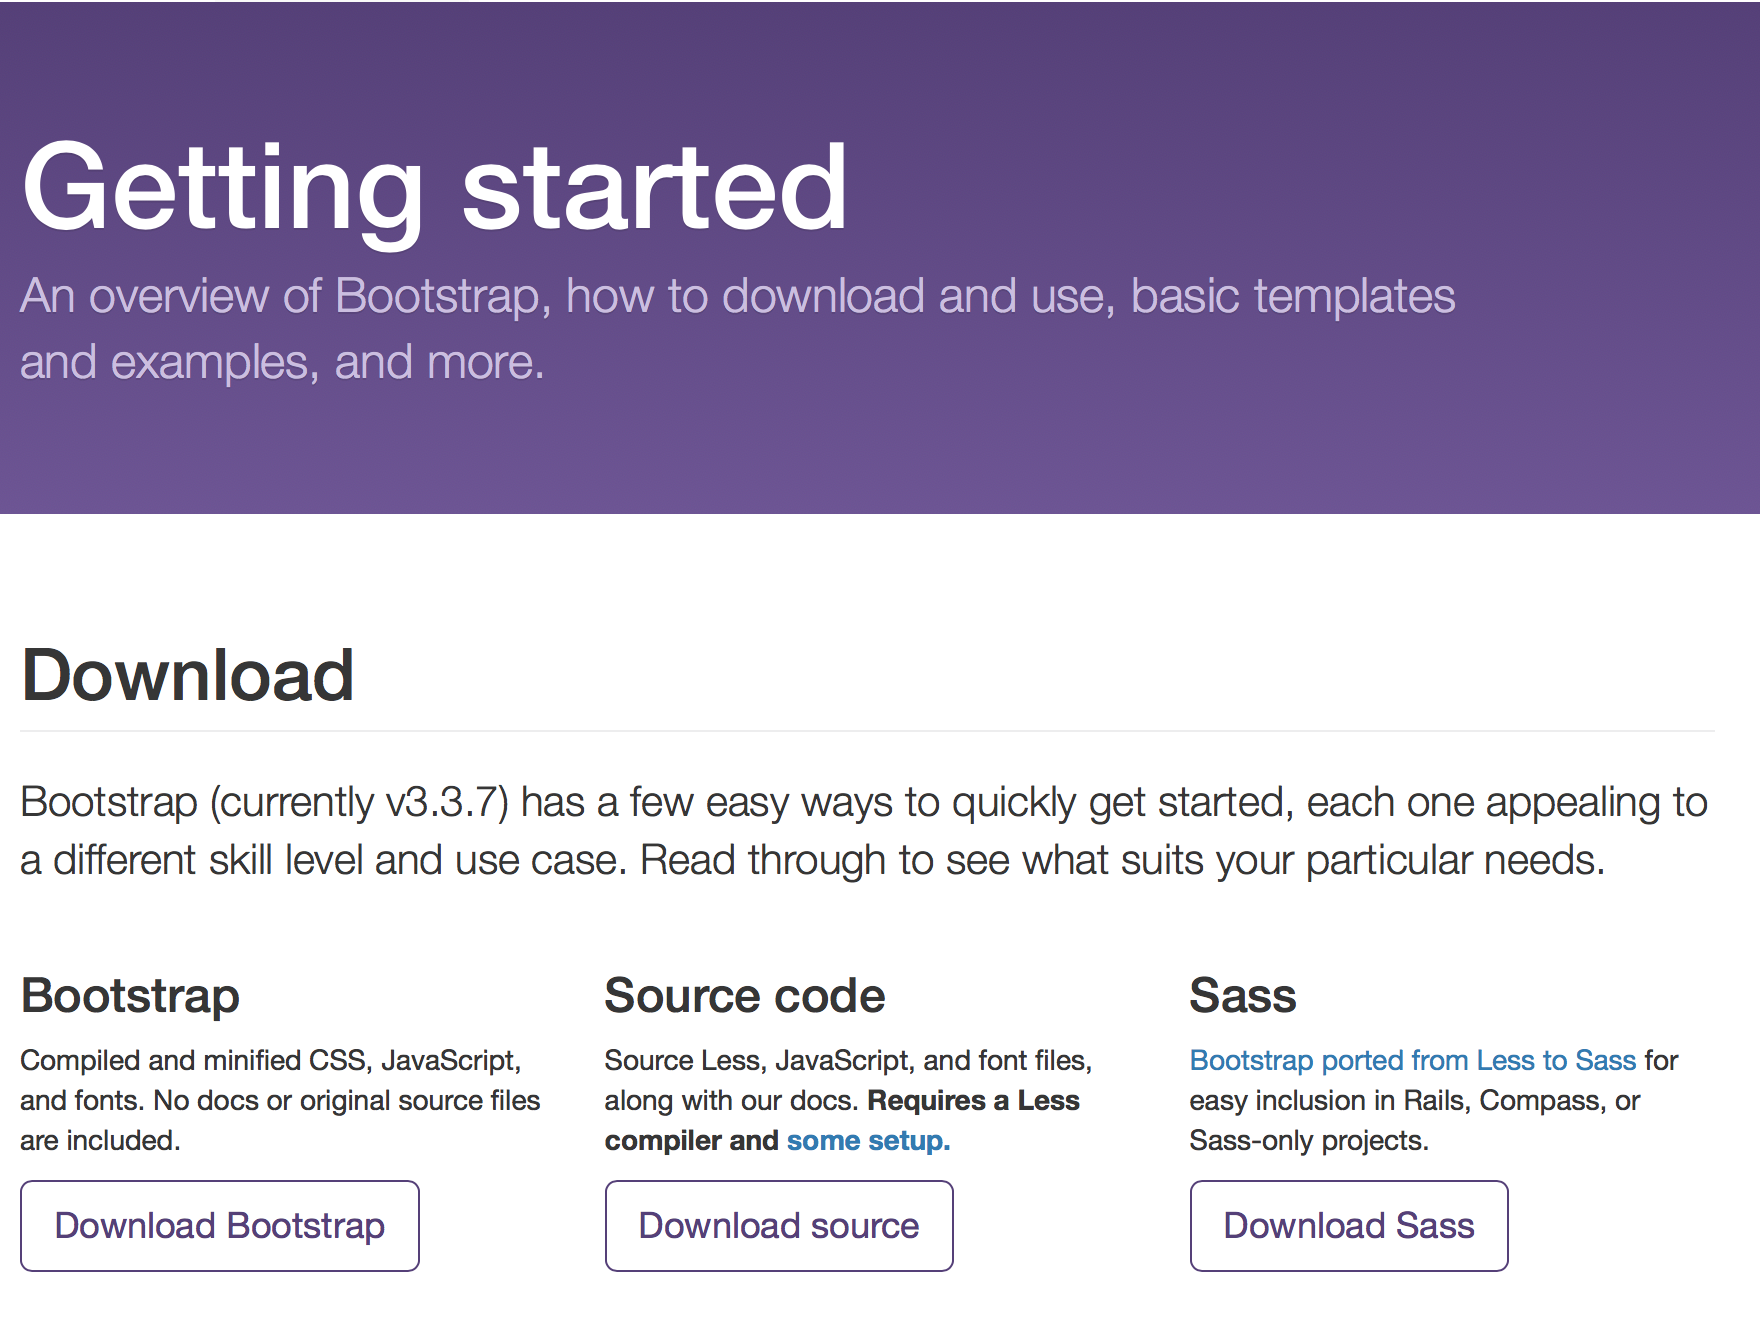 Getting started
An overview of Bootstrap, how to download and use, basic templates
and examples, and more.
Download
Bootstrap (currently v3.3.7) has a few easy ways to quickly get started, each one appealing to
a different skill level and use case. Read through to see what suits your particular needs.
Bootstrap
Compiled and minified CSS, JavaScript,
and fonts. No docs or original source files
are included.
Download Bootstrap
Source code
Source Less, JavaScript, and font files,
along with our docs. Requires a Less
compiler and some setup.
Download source
Sass
Bootstrap ported from Less to Sass for
easy inclusion in Rails, Compass, or
Sass-only projects.
Download Sass